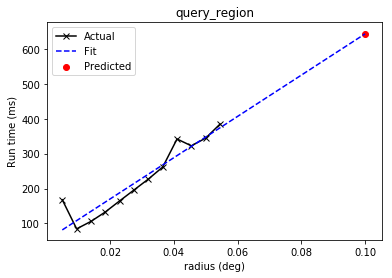 query_region
Actual
Fit
Predicted
Run time (ms)
600
500
400
300
200
100
0.02
0.04
0.06
0.08
0.10
radius (deg)